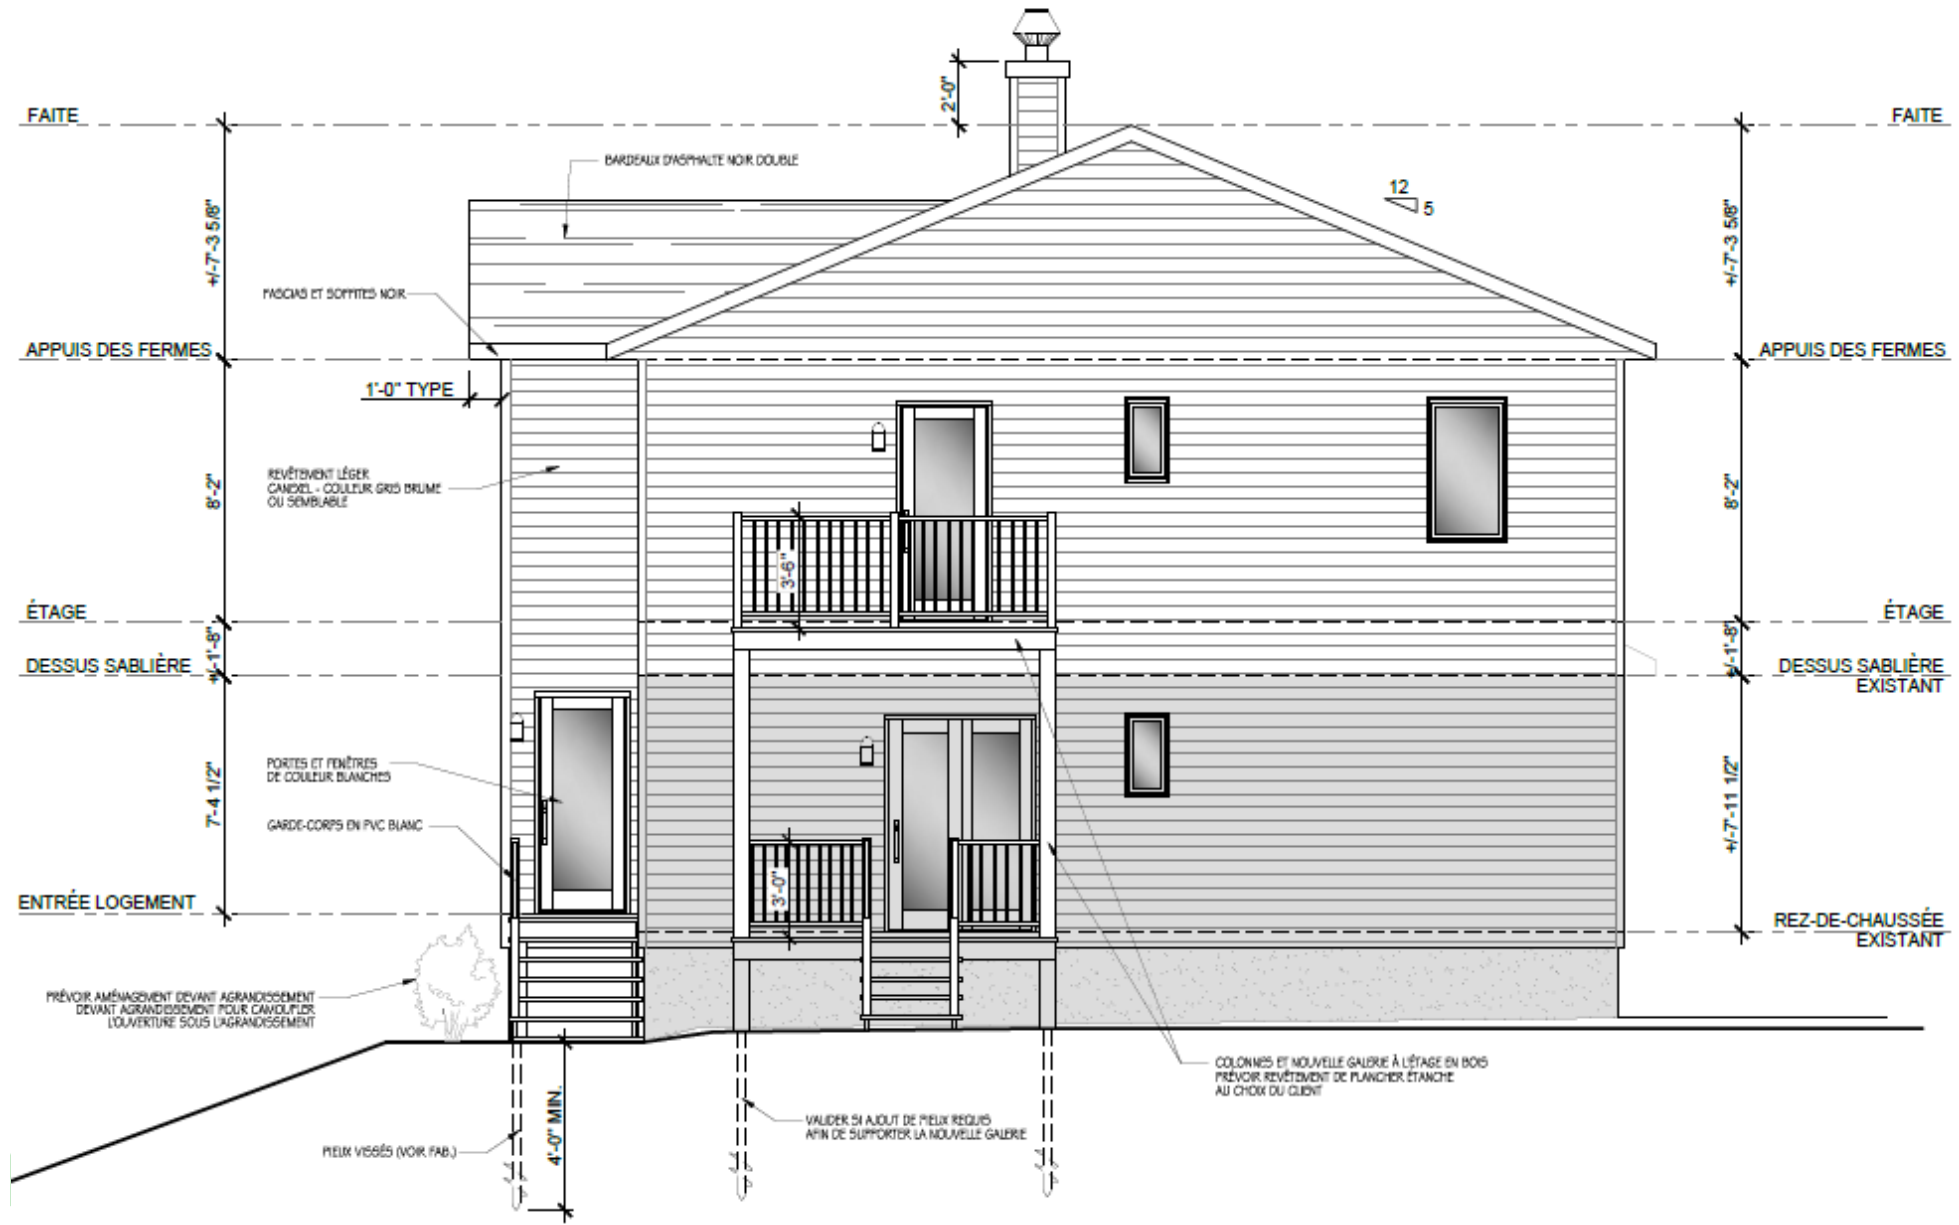 2'-0"
FAITE
FAITE
BARDEAUX D'ASPHALTE NOIR DOUBLE
12
5
+/-7'-3 5/8"
+/-7'-3 5/8"
FASCIAS ET SOFFITES NOIR
APPUIS DES FERMES
APPUIS DES FERMES
1'-0" TYPE
REVÊTEMENT LÉGER
CANEXEL - COULEUR GRIS BRUME
OU SEMBLABLE
8'-2"
8'-2"
3'-6"
ÉTAGE
ÉTAGE
+/-1'-8"
+/-1'-8"
DESSUS SABLIÈRE
DESSUS SABLIÈRE
EXISTANT
PORTES ET FENÊTRES
DE COULEUR BLANCHES
7'-4 1/2"
+/-7'-11 1/2"
GARDE-CORPS EN PVC BLANC
3'-0"
ENTRÉE LOGEMENT
REZ-DE-CHAUSSÉE
EXISTANT
PRÉVOIR AMÉNAGEMENT DEVANT AGRANDISSEMENT
DEVANT AGRANDISSEMENT POUR CAMOUFLER
L'OUVERTURE SOUS L'AGRANDISSEMENT
COLONNES ET NOUVELLE GALERIE À L'ÉTAGE EN BOIS
PRÉVOIR REVÊTEMENT DE PLANCHER ÉTANCHE
AU CHOIX DU CLIENT
4'-0" MIN.
VALIDER SI AJOUT DE PIEUX REQUIS
AFIN DE SUPPORTER LA NOUVELLE GALERIE
PIEUX VISSÉS (VOIR FAB.)